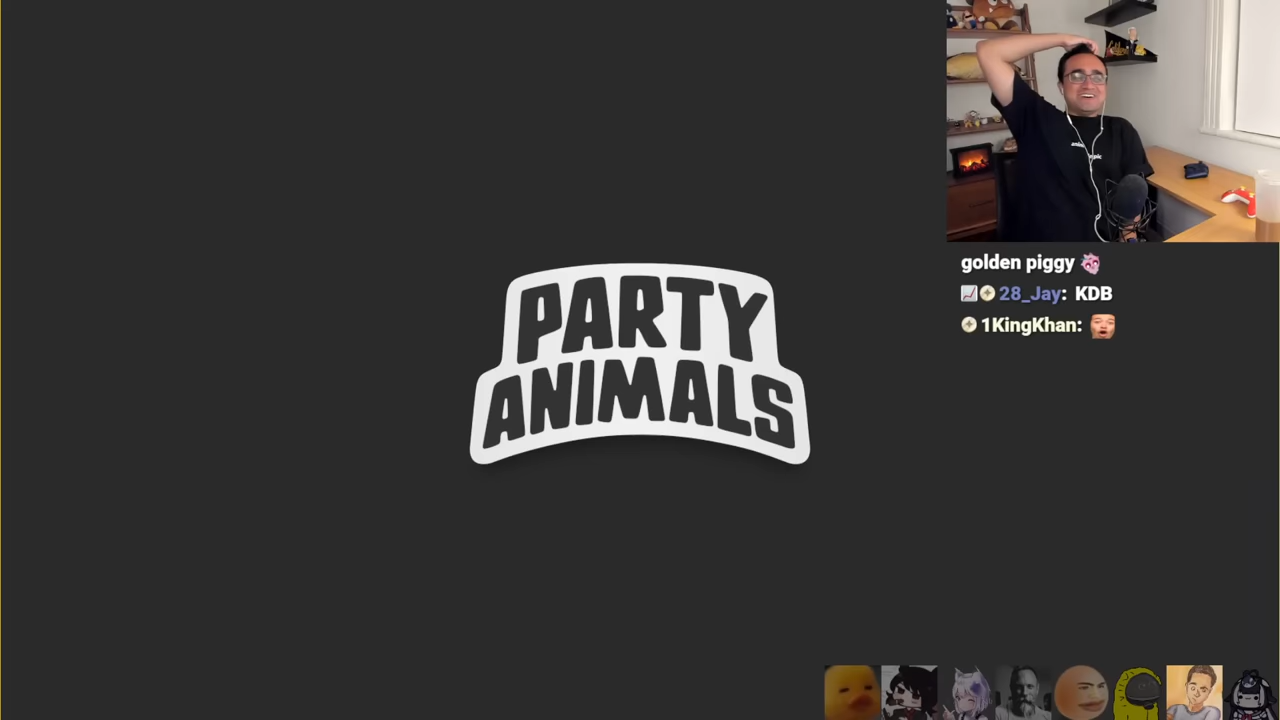 PARTY
ANIMALS
golden piggy
28_Jay: KDB
1KingKhan: